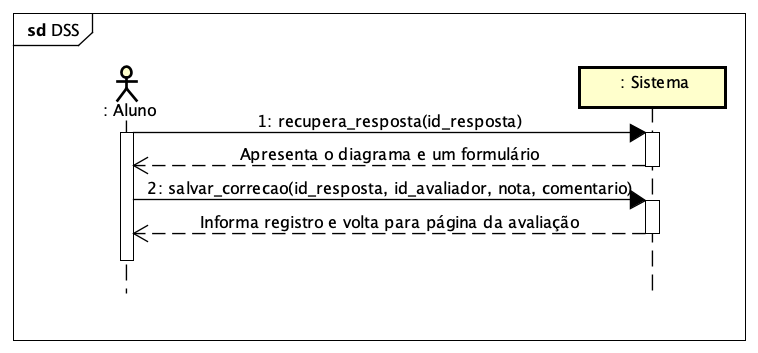 sd DSS
: Aluno
: Sistema
1: recupera_resposta(id_resposta)
Apresenta o diagrama e um formulário
2: salvar_correcao(id_resposta, id_avaliador, nota, comentario)
Informa registro e volta para página da avaliação